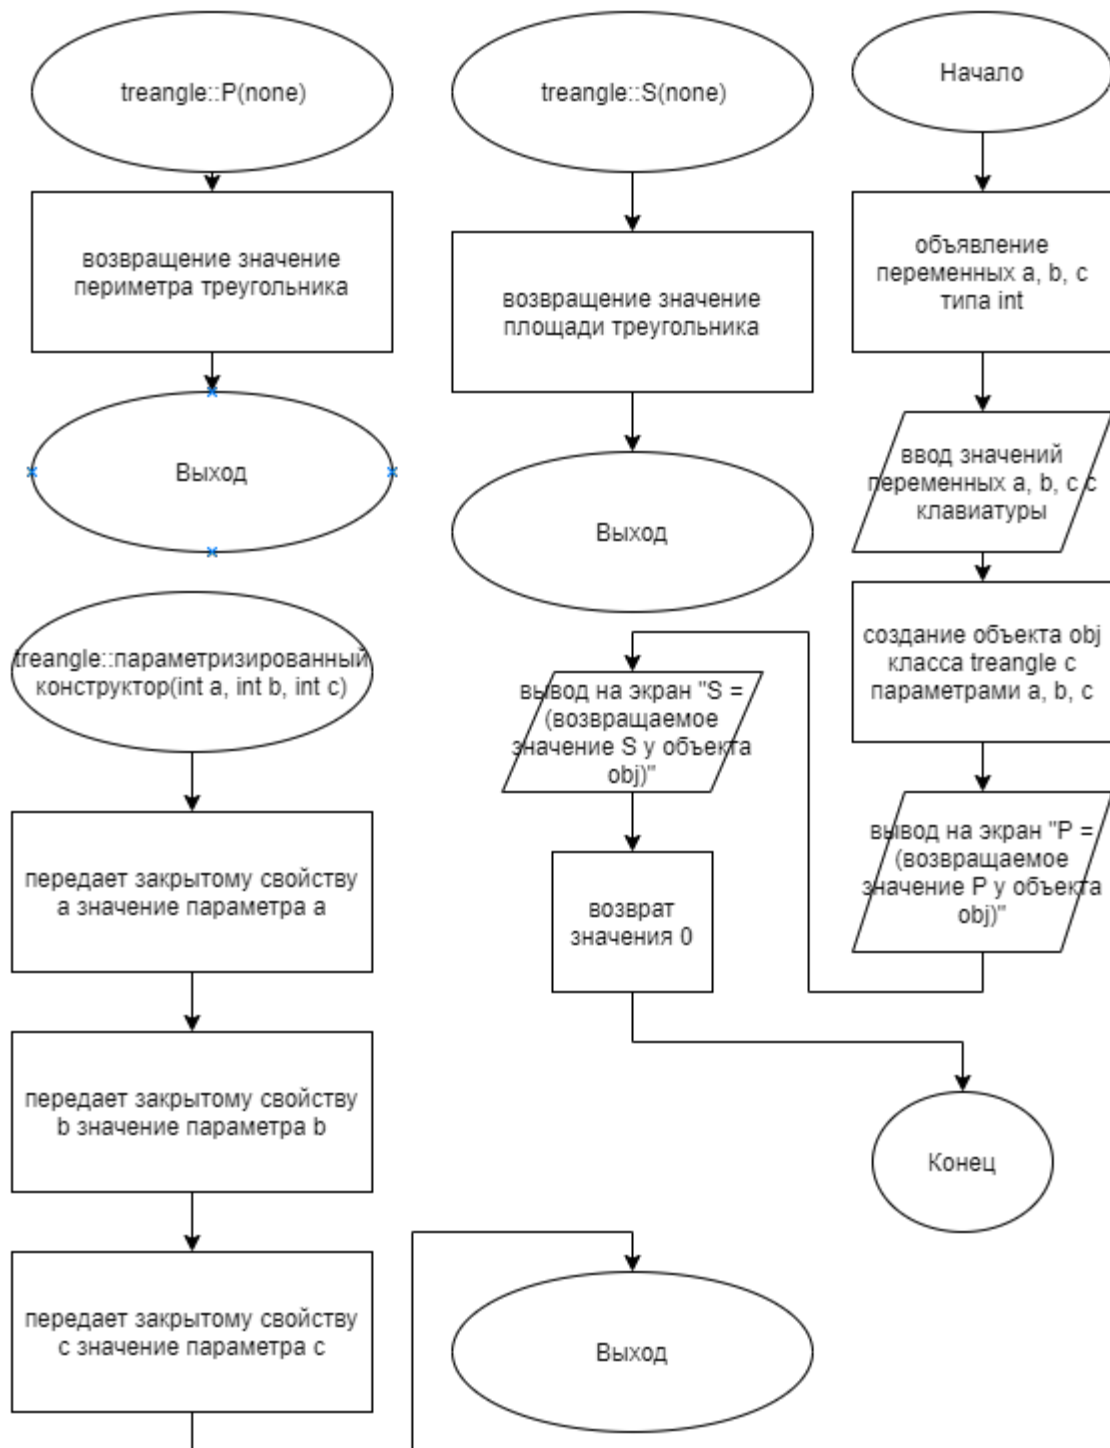 treangle::P(none)
возвращение значение
периметра треугольника
Выход
treangle::параметризированный
конструктор(int a, int b, int c)
передает закрытому свойству
a значение параметра a
передает закрытому свойству
b значение параметра b
передает закрытому свойству
c значение параметра c
treangle::S(none)
возвращение значение
площади треугольника
Выход
Начало
объявление
переменных a, b, c
типа int
ввод значений
переменных a, b, c с
клавиатуры
создание объекта obj
класса treangle с
параметрами a, b, c
вывод на экран "P =
(возвращаемое
значение P у объекта
obj)"
вывод на экран "S =
(возвращаемое
значение S у объекта
obj)"
возврат
значения 0
Конец
Выход